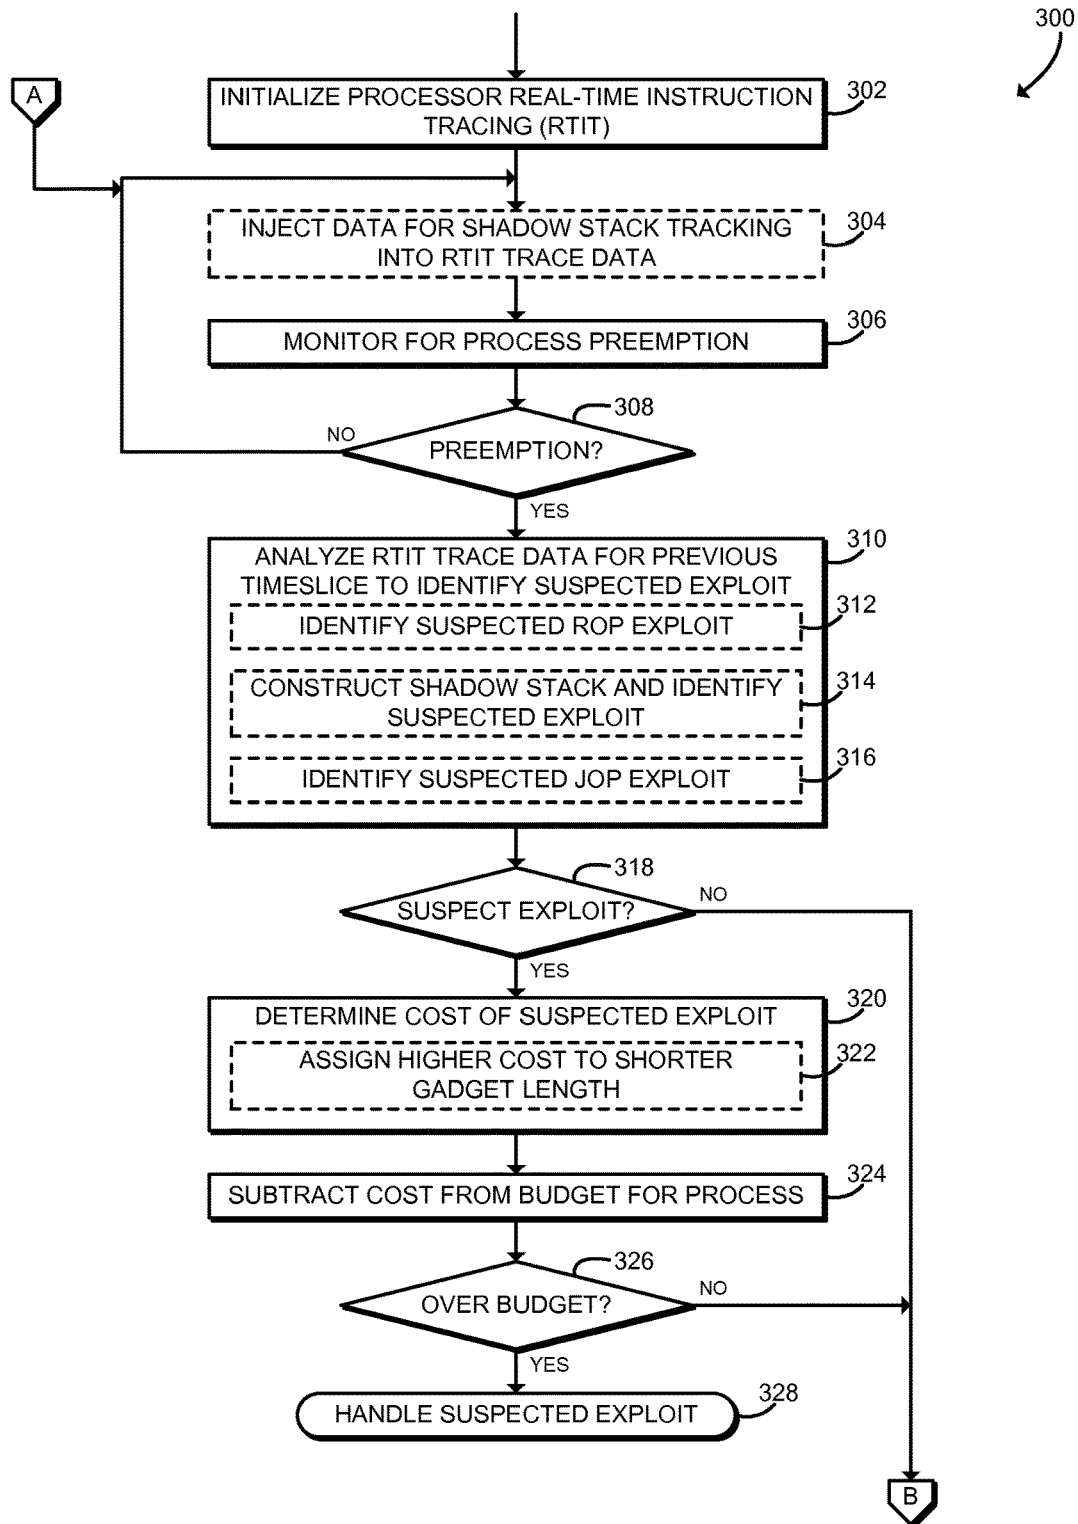 300
A
INITIALIZE PROCESSOR REAL-TIME INSTRUCTION
TRACING (RTIT)
302
INJECT DATA FOR SHADOW STACK TRACKING
INTO RTIT TRACE DATA
304
MONITOR FOR PROCESS PREEMPTION
306
308
PREEMPTION?
NO
YES
ANALYZE RTIT TRACE DATA FOR PREVIOUS
TIMESLICE TO IDENTIFY SUSPECTED EXPLOIT
310
IDENTIFY SUSPECTED ROP EXPLOIT
312
CONSTRUCT SHADOW STACK AND IDENTIFY
SUSPECTED EXPLOIT
314
IDENTIFY SUSPECTED JOP EXPLOIT
316
318
SUSPECT EXPLOIT?
NO
YES
DETERMINE COST OF SUSPECTED EXPLOIT
320
ASSIGN HIGHER COST TO SHORTER
GADGET LENGTH
322
SUBTRACT COST FROM BUDGET FOR PROCESS
324
326
OVER BUDGET?
NO
YES
HANDLE SUSPECTED EXPLOIT
328
B